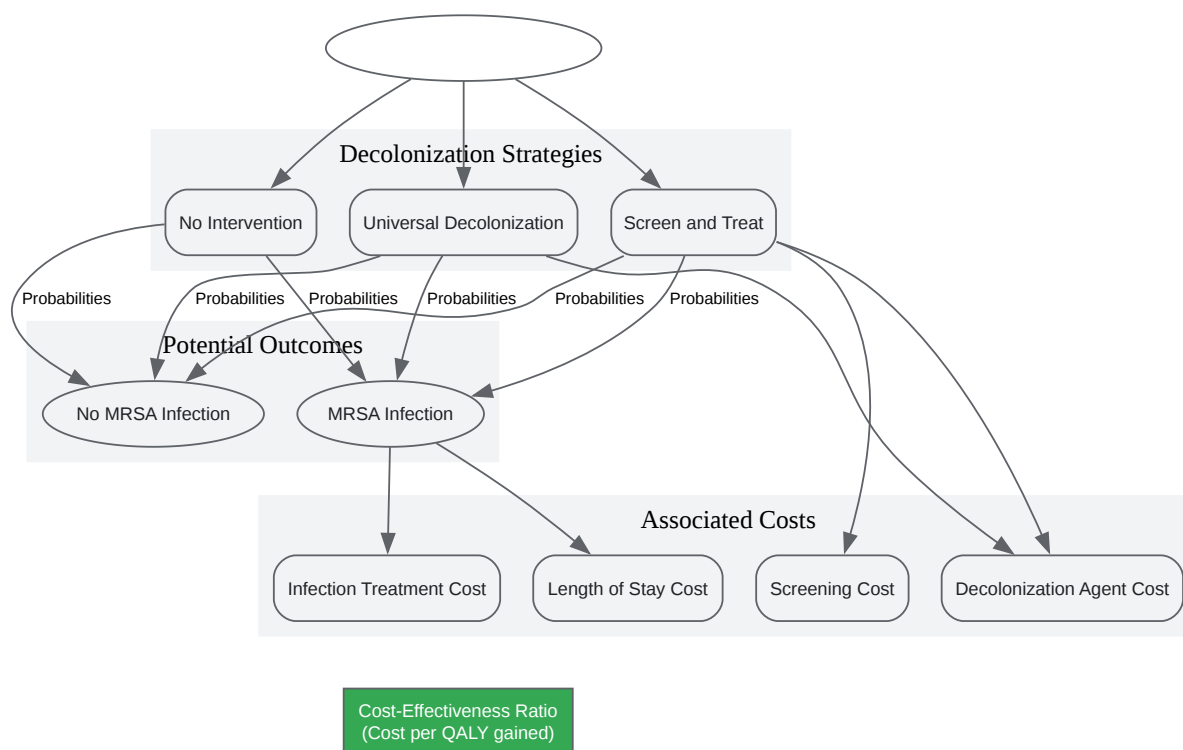 Decolonization Strategies
No Intervention
Universal Decolonization
Screen and Treat
Probabilities
Probabilities
Probabilities
Probabilities
Probabilities
Probabilities
Potential Outcomes
No MRSA Infection
MRSA Infection
Associated Costs
Infection Treatment Cost
Length of Stay Cost
Screening Cost
Decolonization Agent Cost
Cost-Effectiveness Ratio
(Cost per QALY gained)